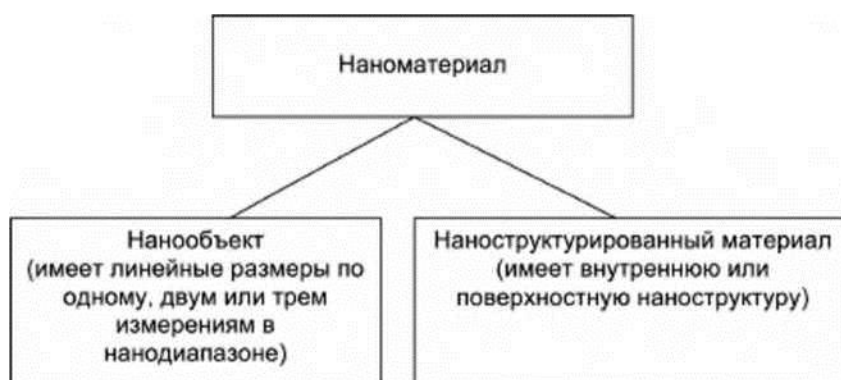 Наноматериал
Нанообъект
(имеет линейные размеры по
одному, двум или трем
измерениям в
нанодиапазоне)
Наноструктурированный материал
(имеет внутреннюю или
поверхностную наноструктуру)